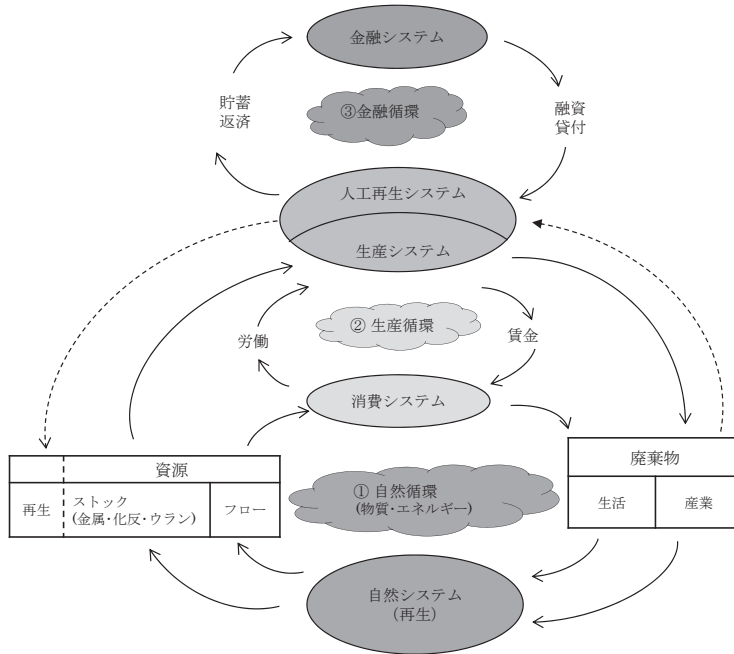 金融システム
③金融循環
貯蓄
返済
融資
貸付
人工再生システム
生産システム
② 生産循環
労働
賃金
消費システム
資源
再生
ストック
(金属・化反・ウラン)
フロー
① 自然循環
(物質・エネルギー)
廃棄物
生活
産業
自然システム
(再生)